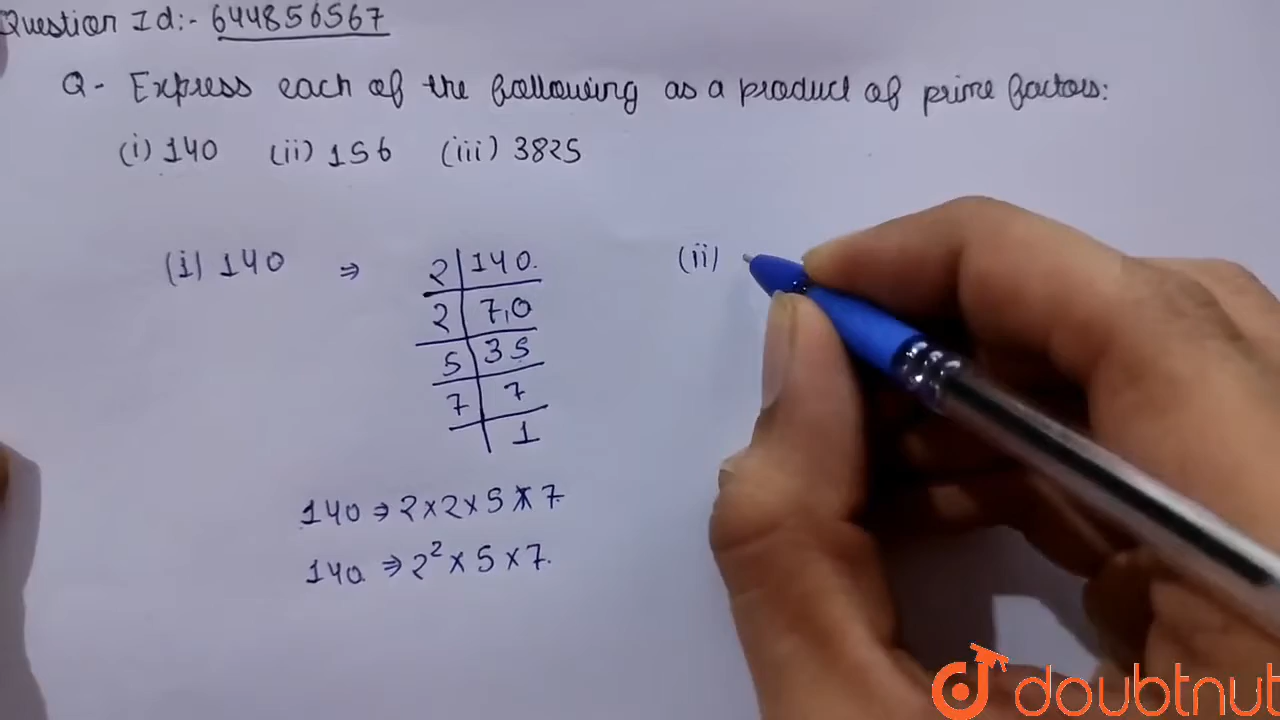 Question Id:- 644856567
Q- Express each of the following as a product of prime factors:
(i) 140 (ii) 156 (iii) 3825
(i) 140 ⇒
2 | 140.
2 | 70
5 | 35
7 | 7
1
(ii)
140 ⇒ 2 × 2 × 5 × 7.
140 ⇒ 2² × 5 × 7.
doubtnut